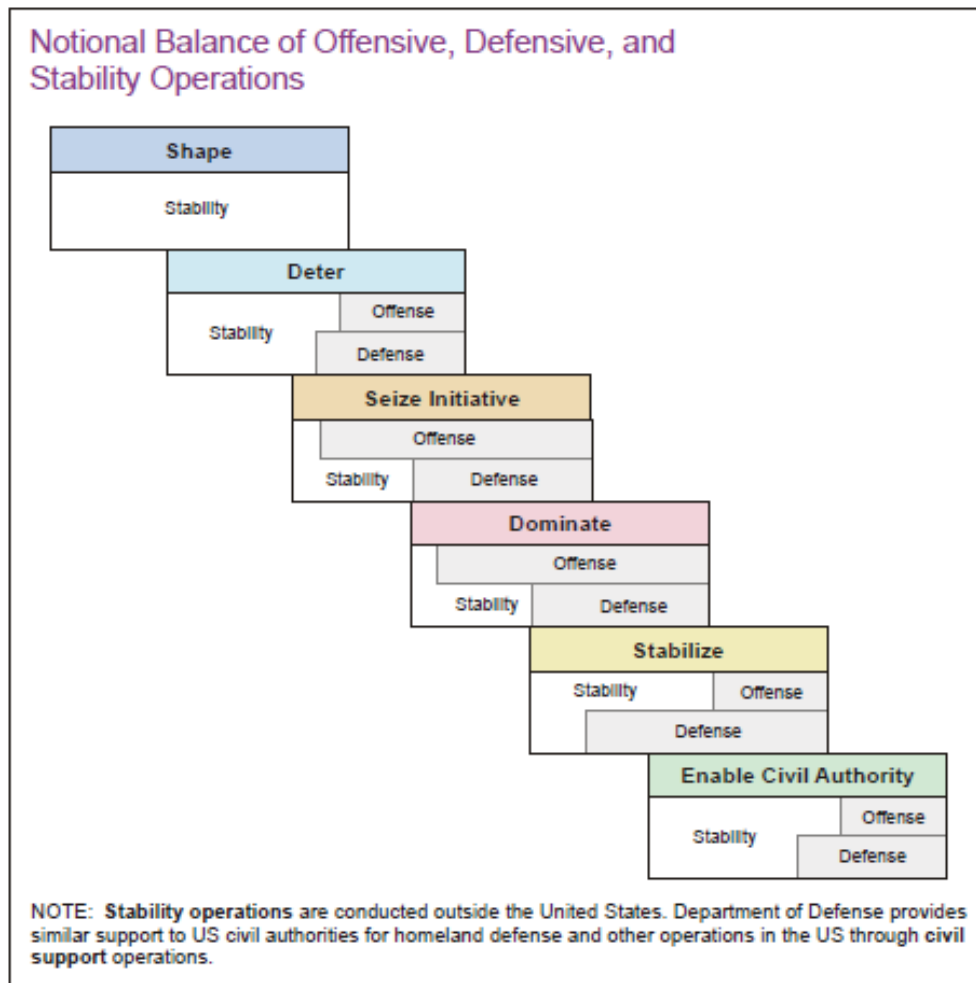 Notional Balance of Offensive, Defensive, and
Stability Operations
Shape
Stability
Deter
Offense
Stability
Defense
Seize Initiative
Offense
Stability
Defense
Dominate
Offense
Stability
Defense
Stabilize
Stability
Offense
Defense
Enable Civil Authority
Offense
Stability
Defense
NOTE: Stability operations are conducted outside the United States. Department of Defense provides
similar support to US civil authorities for homeland defense and other operations in the US through civil
support operations.